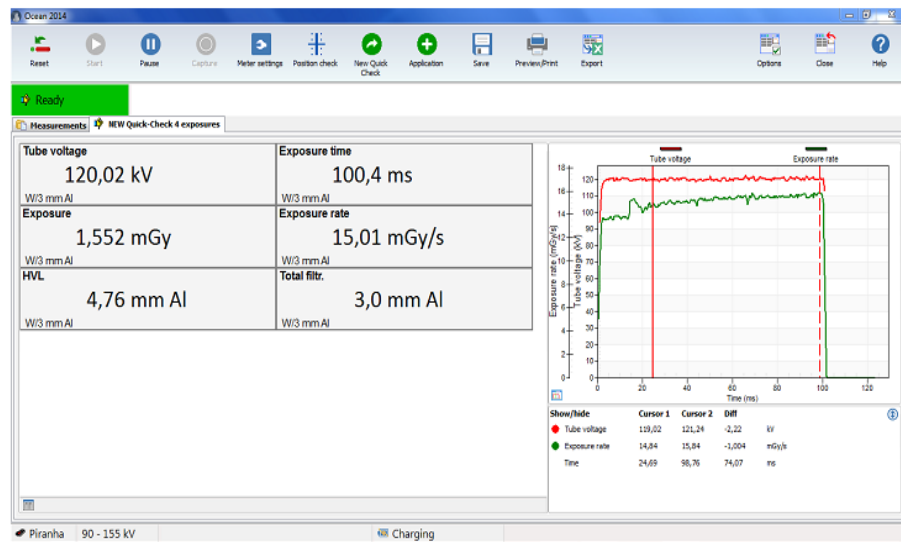 Ocean 2014
Reset Start Pause Capture Meter settings Position check New Quick Check Application Save Preview/Print Export Options Close Help
Ready
Measurements NEW Quick-Check 4 exposures
Tube voltage
120,02 kV
W/3 mm Al
Exposure time
100,4 ms
W/3 mm Al
Exposure
1,552 mGy
W/3 mm Al
Exposure rate
15,01 mGy/s
W/3 mm Al
HVL
4,76 mm Al
W/3 mm Al
Total filtr.
3,0 mm Al
W/3 mm Al
Tube voltage Exposure rate
Exposure rate (mGy/s)
18
16
14
12
10
8
6
4
2
0
Tube voltage (kV)
120
110
100
90
80
70
60
50
40
30
20
10
0
0 20 40 60 80 100 120
Time (ms)
Show/hide Cursor 1 Cursor 2 Diff
Tube voltage 119,02 121,24 -2,22 kV
Exposure rate 14,84 15,84 -1,004 mGy/s
Time 24,69 98,76 74,07 ms
Piranha 90 - 155 kV Charging